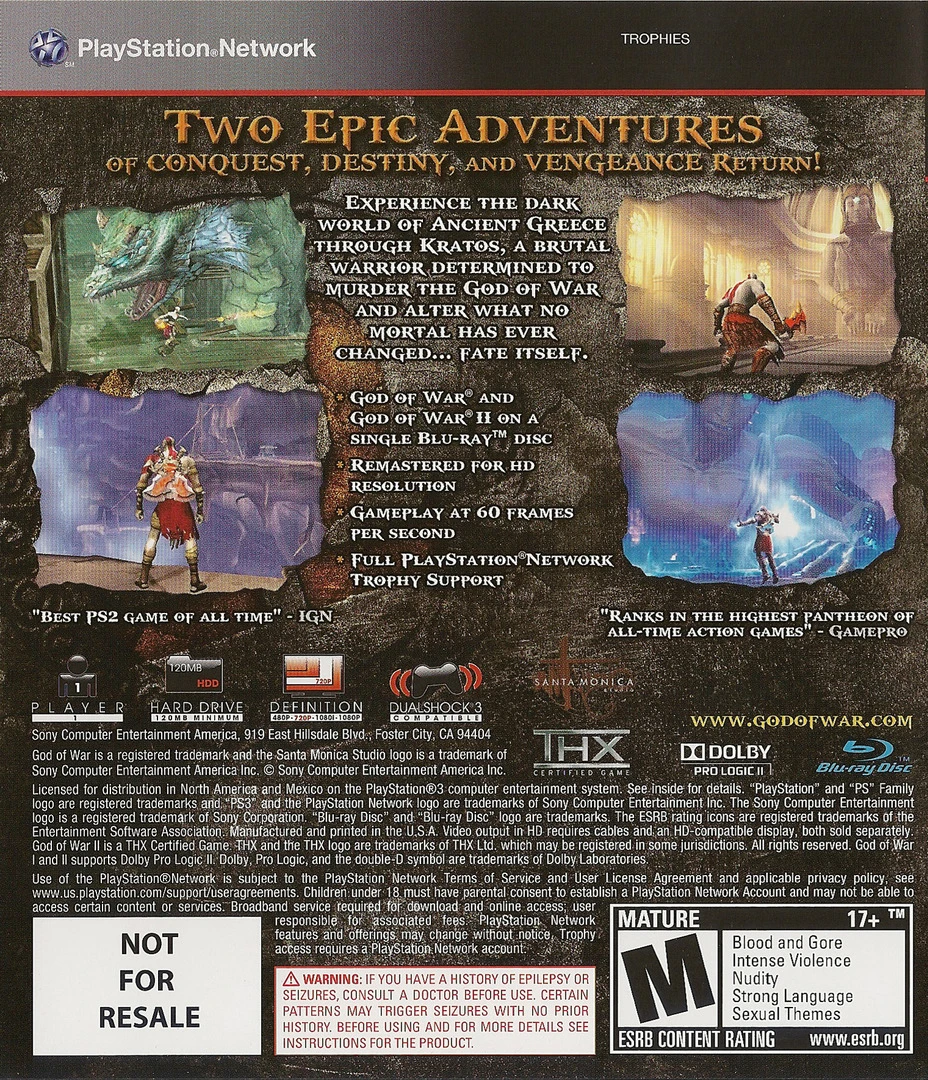 PlayStation®Network
SM
TROPHIES
TWO EPIC ADVENTURES
OF CONQUEST, DESTINY, AND VENGEANCE RETURN!
EXPERIENCE THE DARK
WORLD OF ANCIENT GREECE
THROUGH KRATOS, A BRUTAL
WARRIOR DETERMINED TO
MURDER THE GOD OF WAR
AND ALTER WHAT NO
MORTAL HAS EVER
CHANGED... FATE ITSELF.
* GOD OF WAR® AND
GOD OF WAR® II ON A
SINGLE BLU-RAY™ DISC
* REMASTERED FOR HD
RESOLUTION
* GAMEPLAY AT 60 FRAMES
PER SECOND
* FULL PLAYSTATION®NETWORK
TROPHY SUPPORT
"BEST PS2 GAME OF ALL TIME" - IGN
"RANKS IN THE HIGHEST PANTHEON OF
ALL-TIME ACTION GAMES" - GAMEPRO
1
PLAYER
1
120MB
HDD
HARD DRIVE
120MB MINIMUM
720P
DEFINITION
480P·720P·1080I·1080P
DUALSHOCK®3
COMPATIBLE
SANTA MONICA
studio
WWW.GODOFWAR.COM
Sony Computer Entertainment America, 919 East Hillsdale Blvd., Foster City, CA 94404
God of War is a registered trademark and the Santa Monica Studio logo is a trademark of
Sony Computer Entertainment America Inc. © Sony Computer Entertainment America Inc.
THX
CERTIFIED GAME
DOLBY
PRO LOGIC II
Blu-ray Disc™
Licensed for distribution in North America and Mexico on the PlayStation®3 computer entertainment system. See inside for details. "PlayStation" and "PS" Family
logo are registered trademarks and "PS3" and the PlayStation Network logo are trademarks of Sony Computer Entertainment Inc. The Sony Computer Entertainment
logo is a registered trademark of Sony Corporation. "Blu-ray Disc" and "Blu-ray Disc" logo are trademarks. The ESRB rating icons are registered trademarks of the
Entertainment Software Association. Manufactured and printed in the U.S.A. Video output in HD requires cables and an HD-compatible display, both sold separately.
God of War II is a THX Certified Game. THX and the THX logo are trademarks of THX Ltd. which may be registered in some jurisdictions. All rights reserved. God of War
I and II supports Dolby Pro Logic II. Dolby, Pro Logic, and the double-D symbol are trademarks of Dolby Laboratories.
Use of the PlayStation®Network is subject to the PlayStation Network Terms of Service and User License Agreement and applicable privacy policy, see
www.us.playstation.com/support/useragreements. Children under 18 must have parental consent to establish a PlayStation Network Account and may not be able to
access certain content or services. Broadband service required for download and online access; user
responsible for associated fees. PlayStation Network
features and offerings may change without notice. Trophy
access requires a PlayStation Network account.
NOT
FOR
RESALE
WARNING: IF YOU HAVE A HISTORY OF EPILEPSY OR
SEIZURES, CONSULT A DOCTOR BEFORE USE. CERTAIN
PATTERNS MAY TRIGGER SEIZURES WITH NO PRIOR
HISTORY. BEFORE USING AND FOR MORE DETAILS SEE
INSTRUCTIONS FOR THE PRODUCT.
MATURE 17+ ™
M
Blood and Gore
Intense Violence
Nudity
Strong Language
Sexual Themes
ESRB CONTENT RATING www.esrb.org